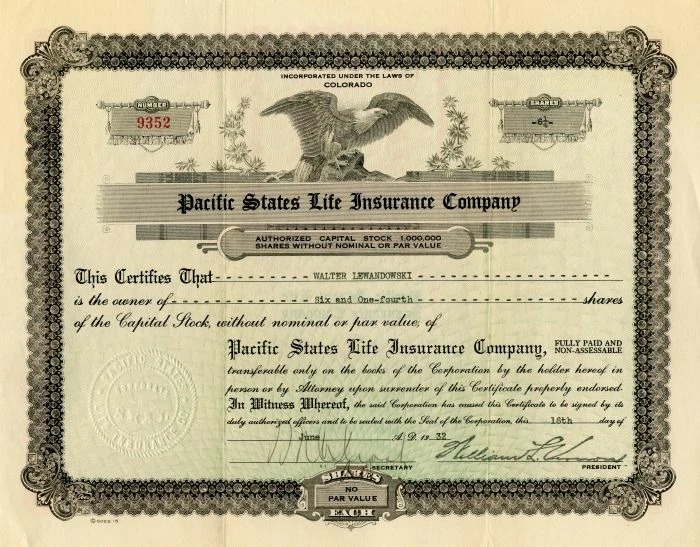 INCORPORATED UNDER THE LAWS OF
COLORADO
NUMBER
9352
SHARES
-6¼-
Pacific States Life Insurance Company
AUTHORIZED CAPITAL STOCK 1,000,000
SHARES WITHOUT NOMINAL OR PAR VALUE
This Certifies That WALTER LEWANDOWSKI
is the owner of Six and One-fourth shares
of the Capital Stock, without nominal or par value, of
Pacific States Life Insurance Company, FULLY PAID AND NON-ASSESSABLE
transferable only on the books of the Corporation by the holder hereof in
person or by Attorney upon surrender of this Certificate properly endorsed.
In Witness Whereof, the said Corporation has caused this Certificate to be signed by its
duly authorized officers and to be sealed with the Seal of the Corporation, this 16th day of
June A.D. 1932
SECRETARY
William L. PRESIDENT
SHARES
NO
PAR VALUE
EACH
© GOES 15